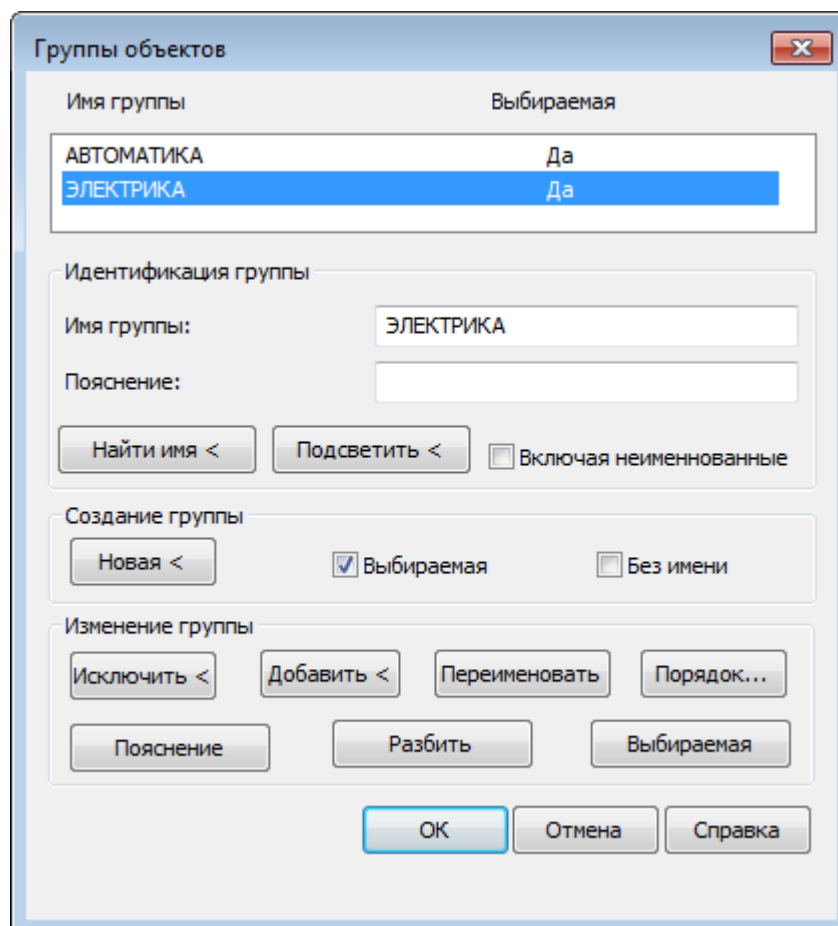 Группы объектов
Имя группы Выбираемая
АВТОМАТИКА Да
ЭЛЕКТРИКА Да
Идентификация группы
Имя группы: ЭЛЕКТРИКА
Пояснение:
Найти имя < Подсветить < Включая неименнованные
Создание группы
Новая < Выбираемая Без имени
Изменение группы
Исключить < Добавить < Переименовать Порядок...
Пояснение Разбить Выбираемая
ОК Отмена Справка